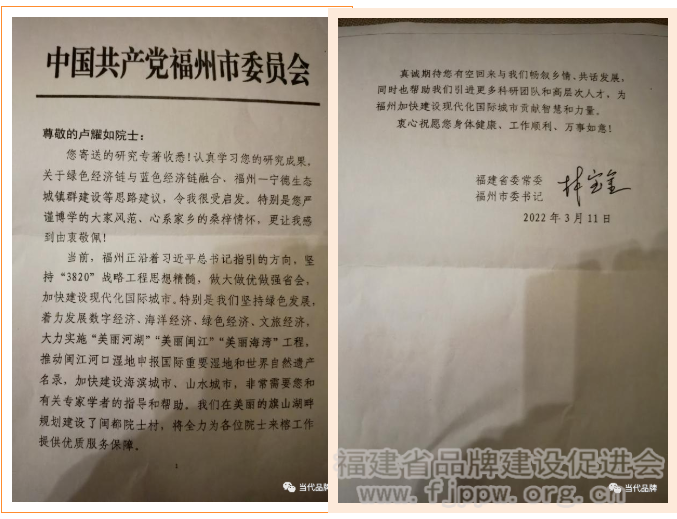 中国共产党福州市委员会
尊敬的卢耀如院士：
您寄送的研究专著收悉！认真学习您的研究成果，
关于绿色经济链与蓝色经济链融合、福州—宁德生态
城镇群建设等思路建议，令我很受启发。特别是您严
谨博学的大家风范、心系家乡的桑梓情怀，更让我感
到由衷敬佩！
当前，福州正沿着习近平总书记指引的方向，坚
持“3820”战略工程思想精髓，做大做优做强省会，
加快建设现代化国际城市。特别是我们坚持绿色发展，
着力发展数字经济、海洋经济、绿色经济、文旅经济，
大力实施“美丽河湖”“美丽闽江”“美丽海湾”工程，
推动闽江河口湿地申报国际重要湿地和世界自然遗产
名录，加快建设海滨城市、山水城市，非常需要您和
有关专家学者的指导和帮助。我们在美丽的旗山湖畔
规划建设了闽都院士村，将全力为各位院士来榕工作
提供优质服务保障。
1
当代品牌
真诚期待您有空回来与我们畅叙乡情、共话发展，
同时也帮助我们引进更多科研团队和高层次人才，为
福州加快建设现代化国际城市贡献智慧和力量。
衷心祝愿您身体健康、工作顺利、万事如意！
福建省委常委
福州市委书记
林宝金
2022年3月11日
福建省品牌建设促进会
www.fjppw.org.cn
当代品牌